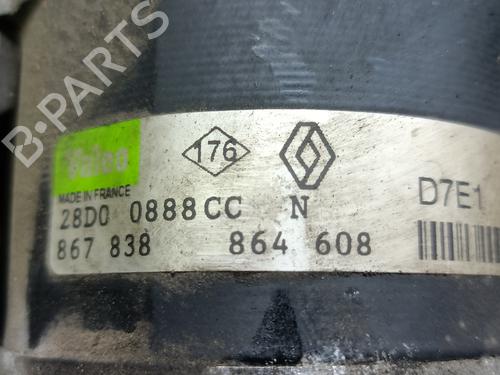 B-PARTS
Valeo
176
MADE IN FRANCE
28D0 0888CC N
D7E1
867 838 864 608